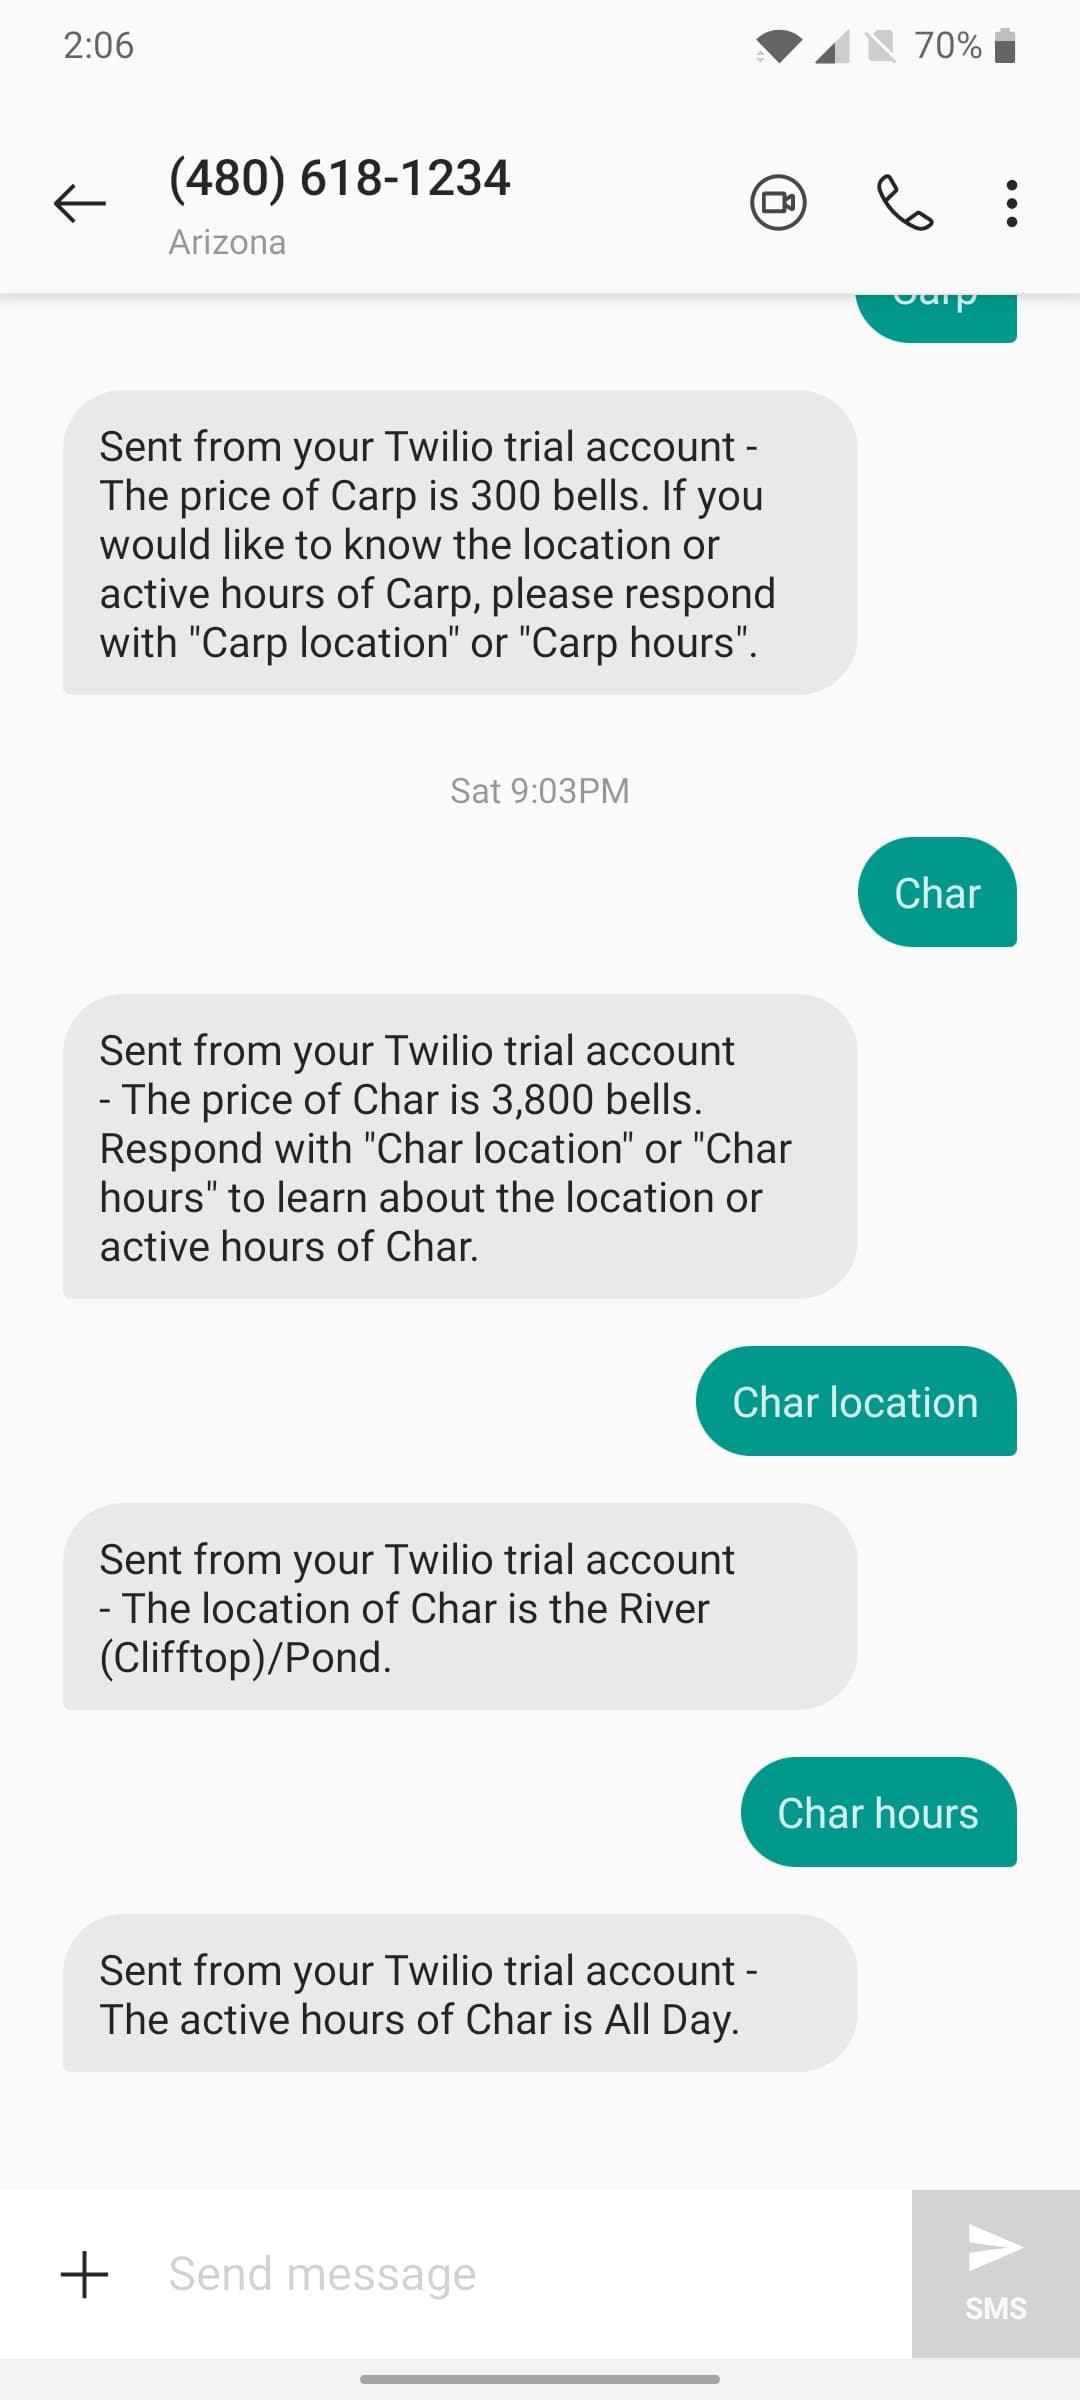 2:06
70%
(480) 618-1234
Arizona
Carp
Sent from your Twilio trial account -
The price of Carp is 300 bells. If you
would like to know the location or
active hours of Carp, please respond
with "Carp location" or "Carp hours".
Sat 9:03PM
Char
Sent from your Twilio trial account
- The price of Char is 3,800 bells.
Respond with "Char location" or "Char
hours" to learn about the location or
active hours of Char.
Char location
Sent from your Twilio trial account
- The location of Char is the River
(Clifftop)/Pond.
Char hours
Sent from your Twilio trial account -
The active hours of Char is All Day.
Send message
SMS